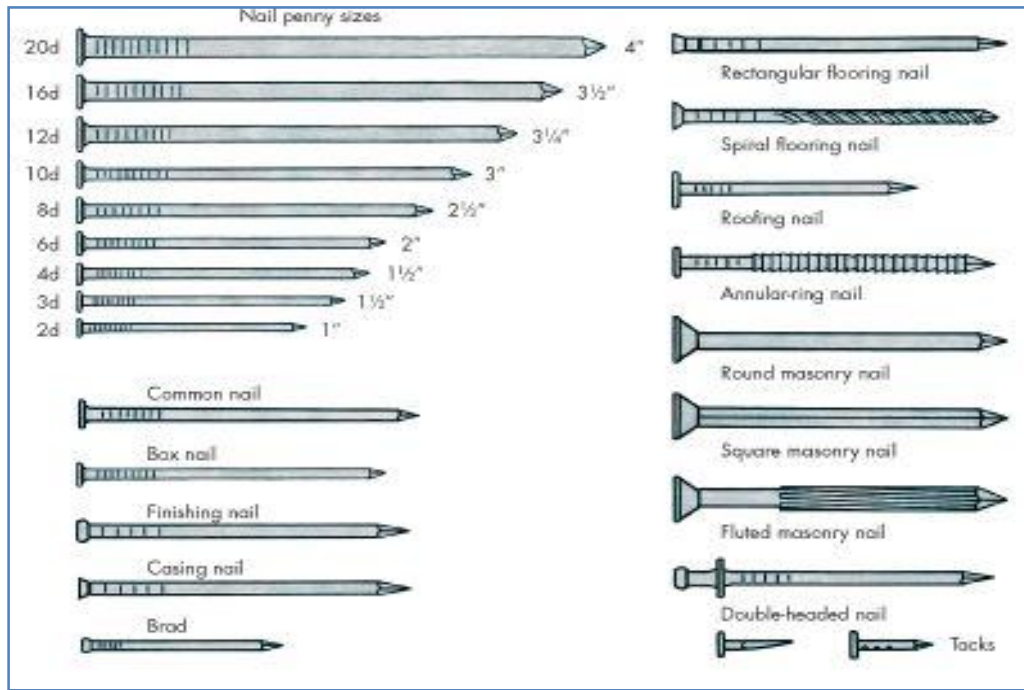 Nail penny sizes
20d 4"
16d 3½"
12d 3¼"
10d 3"
8d 2½"
6d 2"
4d 1½"
3d 1½"
2d 1"
Common nail
Box nail
Finishing nail
Casing nail
Brad
Rectangular flooring nail
Spiral flooring nail
Roofing nail
Annular-ring nail
Round masonry nail
Square masonry nail
Fluted masonry nail
Double-headed nail
Tacks